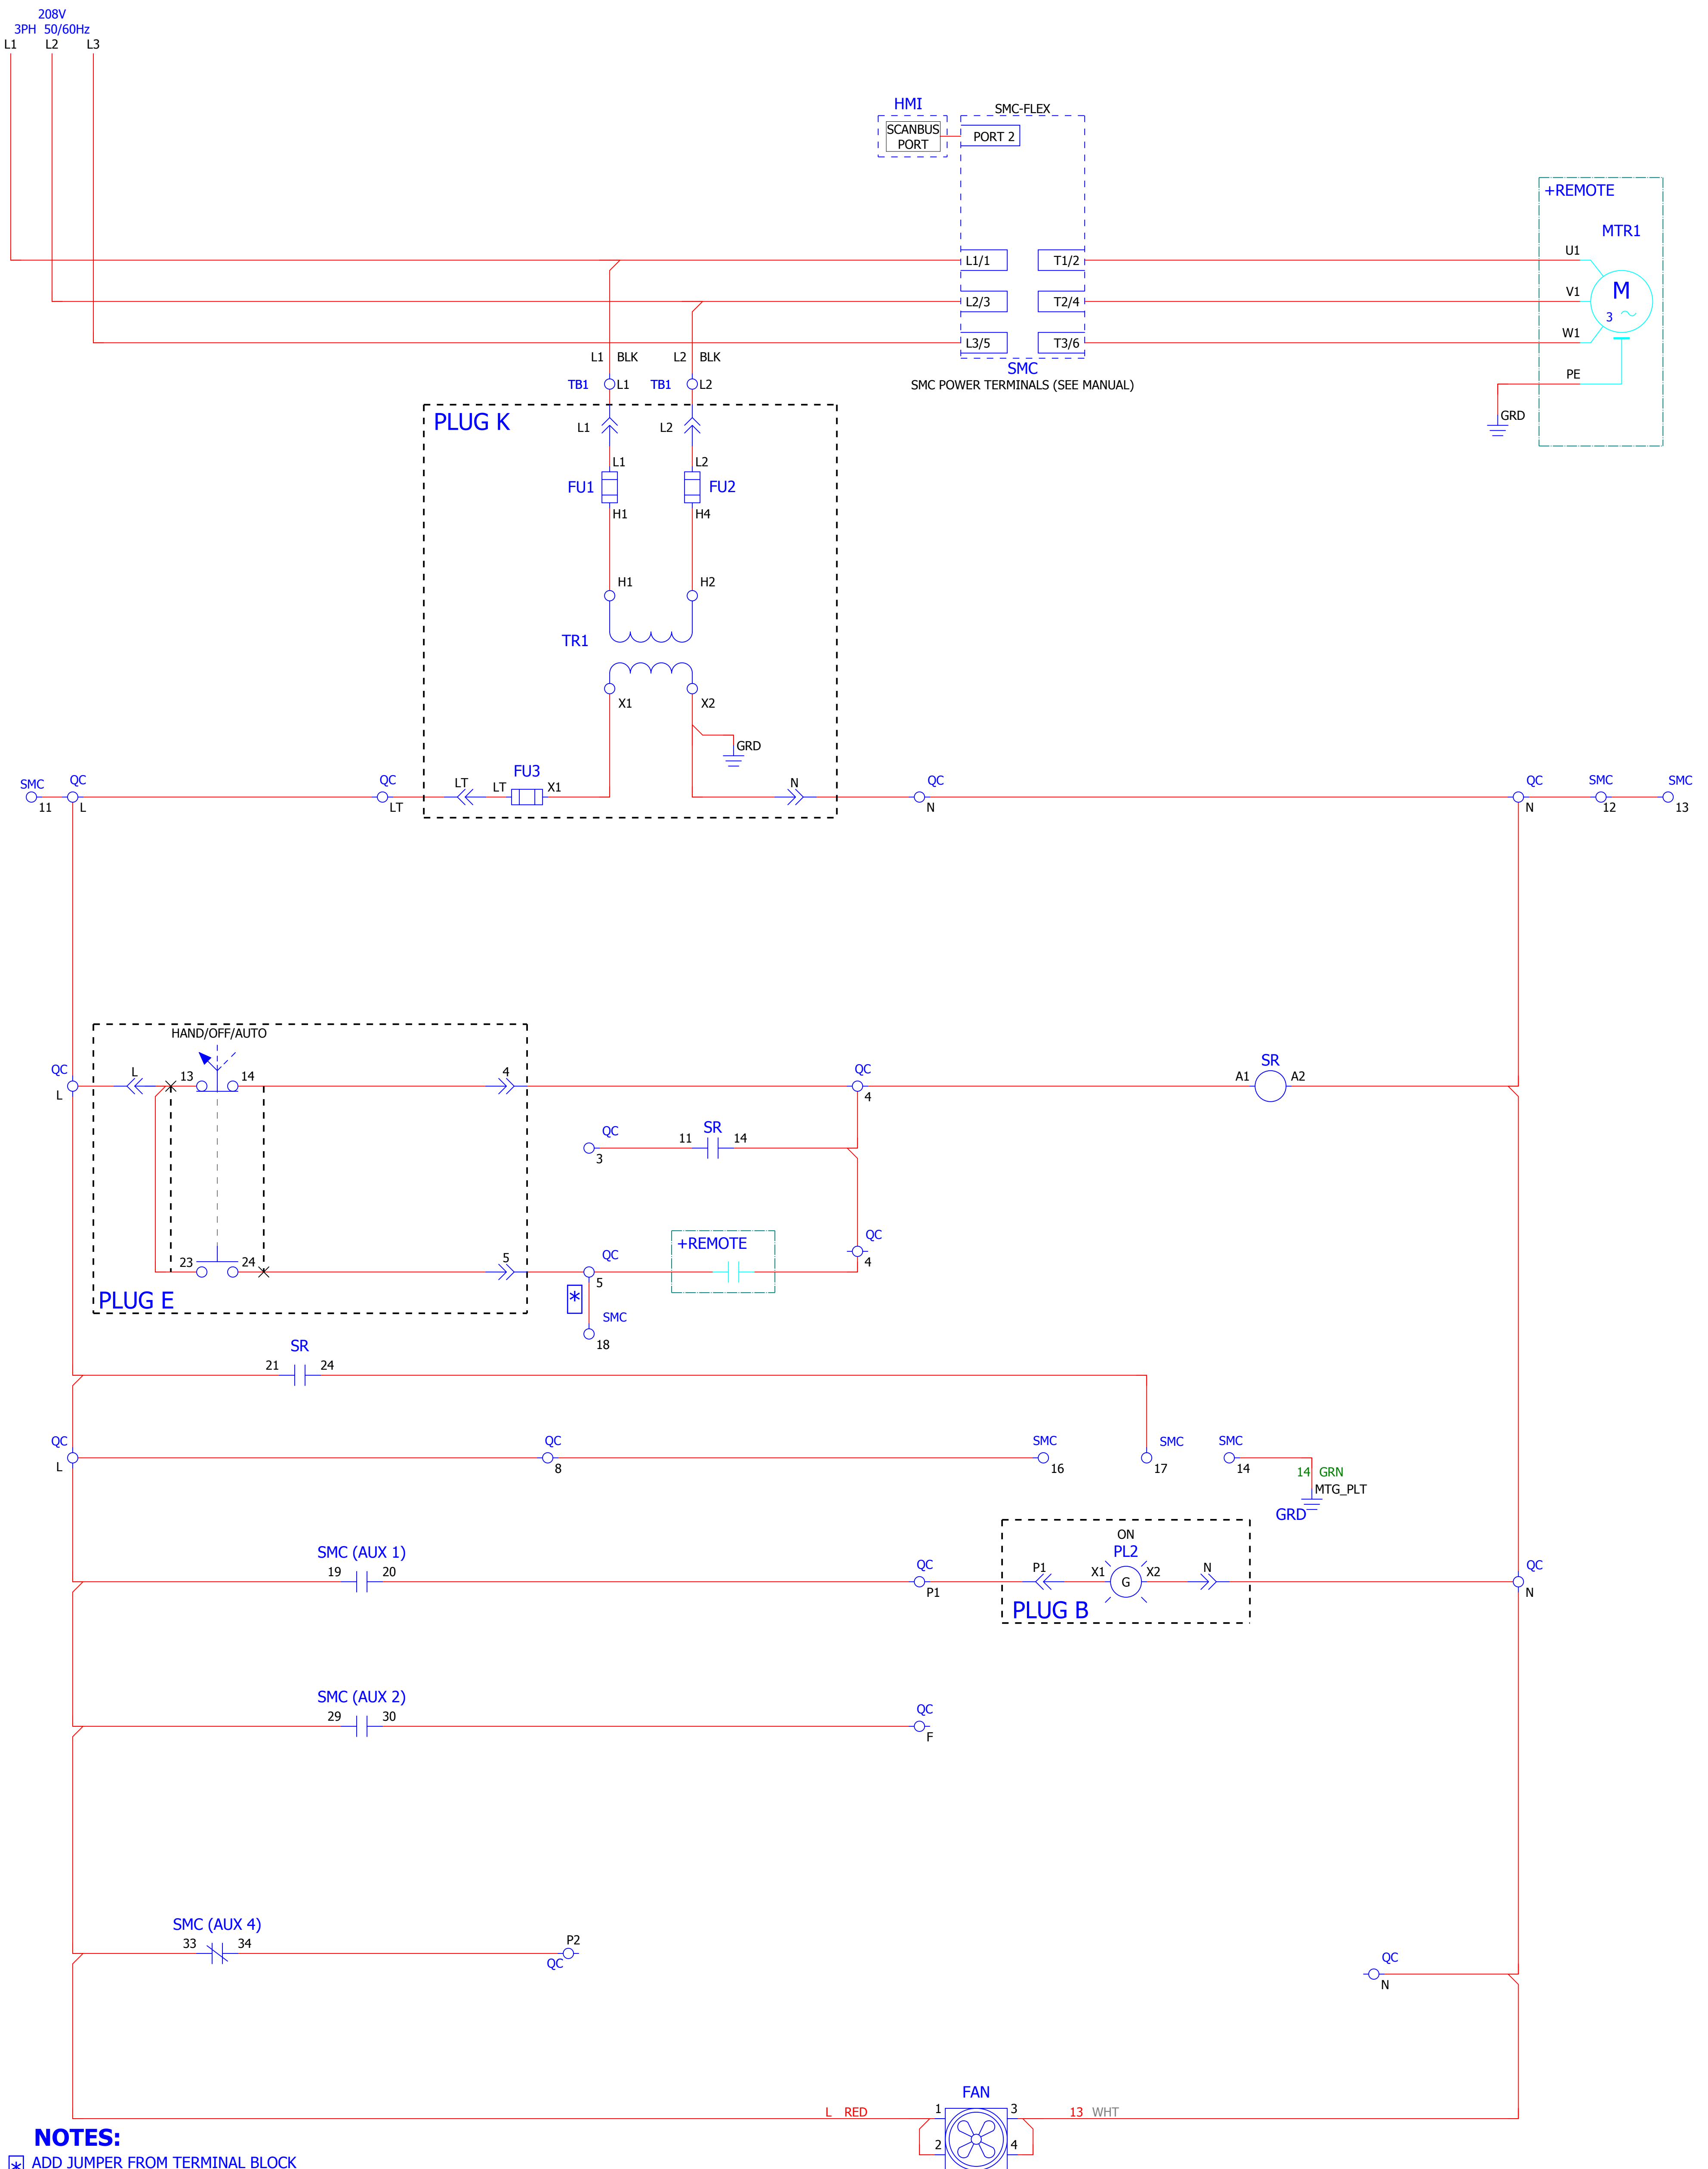 208V
3PH 50/60Hz
L1 L2 L3
HMI
SCANBUS
PORT
SMC-FLEX
PORT 2
+REMOTE
MTR1
L1/1 T1/2 U1
L2/3 T2/4 V1
M
3
L3/5 T3/6 W1
SMC
SMC POWER TERMINALS (SEE MANUAL)
PE
GRD
L1 BLK L2 BLK
TB1 L1 TB1 L2
PLUG K
L1 L2
L1 L2
FU1 FU2
H1 H4
H1 H2
TR1
X1 X2
GRD
SMC QC QC LT LT FU3 X1 N QC QC SMC SMC
11 L LT N N 12 13
HAND/OFF/AUTO
QC L 13 14 4 QC SR
L 4 A1 A2
QC 11 SR 14
3
QC
4
+REMOTE
23 24 5 QC
5
PLUG E
*
SMC
18
SR
21 24
QC QC SMC SMC SMC
L 8 16 17 14
14 GRN
MTG_PLT
GRD
SMC (AUX 1)
19 20
QC
P1
ON
PL2
P1 X1 G X2 N
PLUG B
QC
N
SMC (AUX 2)
29 30
QC
F
SMC (AUX 4)
33 34
P2
QC
QC
N
FAN
L RED 1 3 13 WHT
2 4
NOTES:
* ADD JUMPER FROM TERMINAL BLOCK